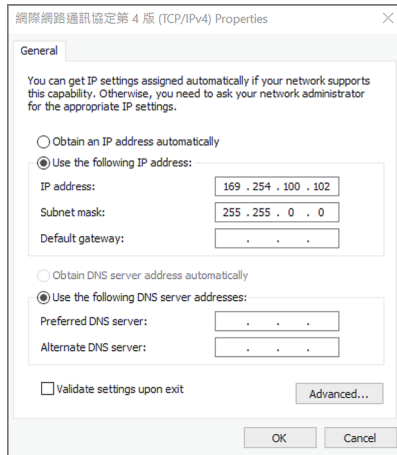 網際網路通訊協定第 4 版 (TCP/IPv4) Properties
General
You can get IP settings assigned automatically if your network supports
this capability. Otherwise, you need to ask your network administrator
for the appropriate IP settings.
Obtain an IP address automatically
Use the following IP address:
IP address: 169 . 254 . 100 . 102
Subnet mask: 255 . 255 . 0 . 0
Default gateway: . . .
Obtain DNS server address automatically
Use the following DNS server addresses:
Preferred DNS server: . . .
Alternate DNS server: . . .
Validate settings upon exit
Advanced...
OK Cancel